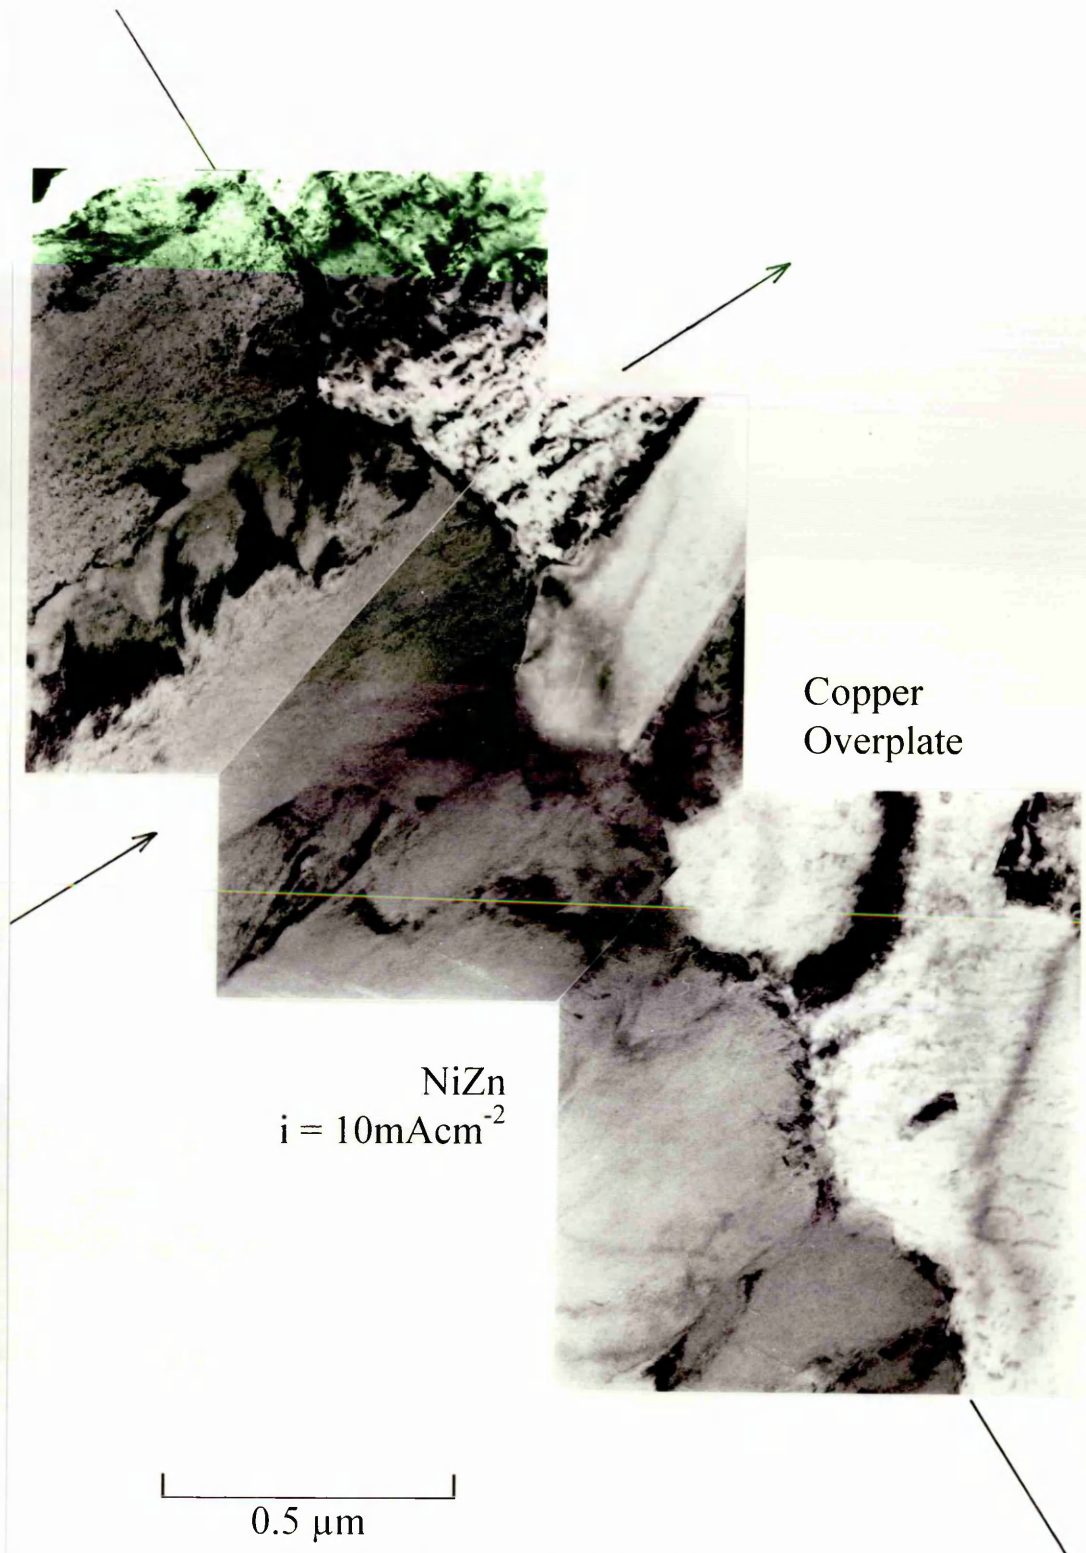 Copper
Overplate
NiZn
i = 10mAcm⁻²
0.5 µm